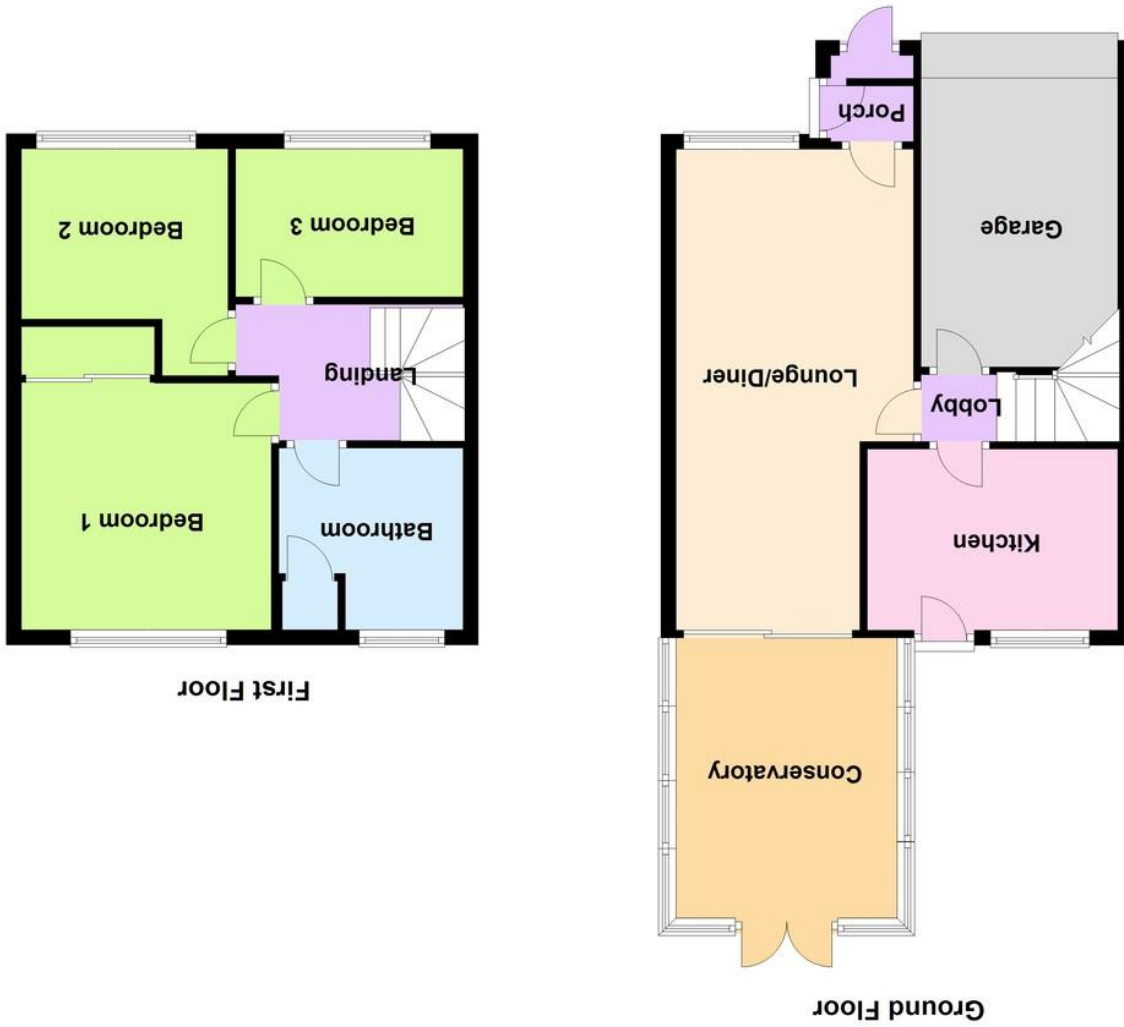 Ground Floor
Conservatory
Kitchen
Lobby
Lounge/Diner
Garage
Porch
First Floor
Bathroom
Bedroom 1
Landing
Bedroom 3
Bedroom 2